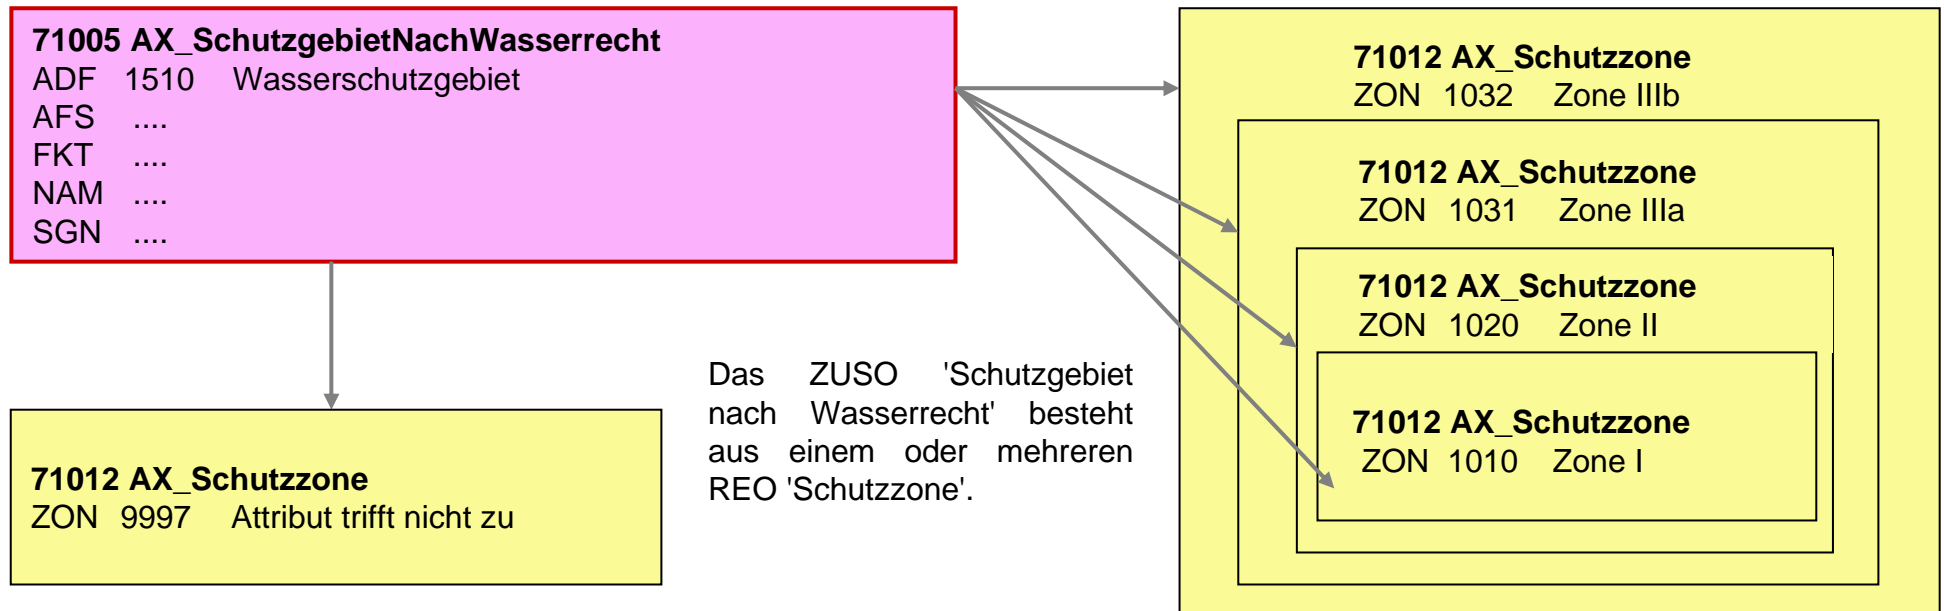 71005 AX_SchutzgebietNachWasserrecht
ADF 1510 Wasserschutzgebiet
AFS ....
FKT ....
NAM ....
SGN ....
71012 AX_Schutzzone
ZON 9997 Attribut trifft nicht zu
Das ZUSO 'Schutzgebiet
nach Wasserrecht' besteht
aus einem oder mehreren
REO 'Schutzzone'.
71012 AX_Schutzzone
ZON 1032 Zone IIIb
71012 AX_Schutzzone
ZON 1031 Zone IIIa
71012 AX_Schutzzone
ZON 1020 Zone II
71012 AX_Schutzzone
ZON 1010 Zone I